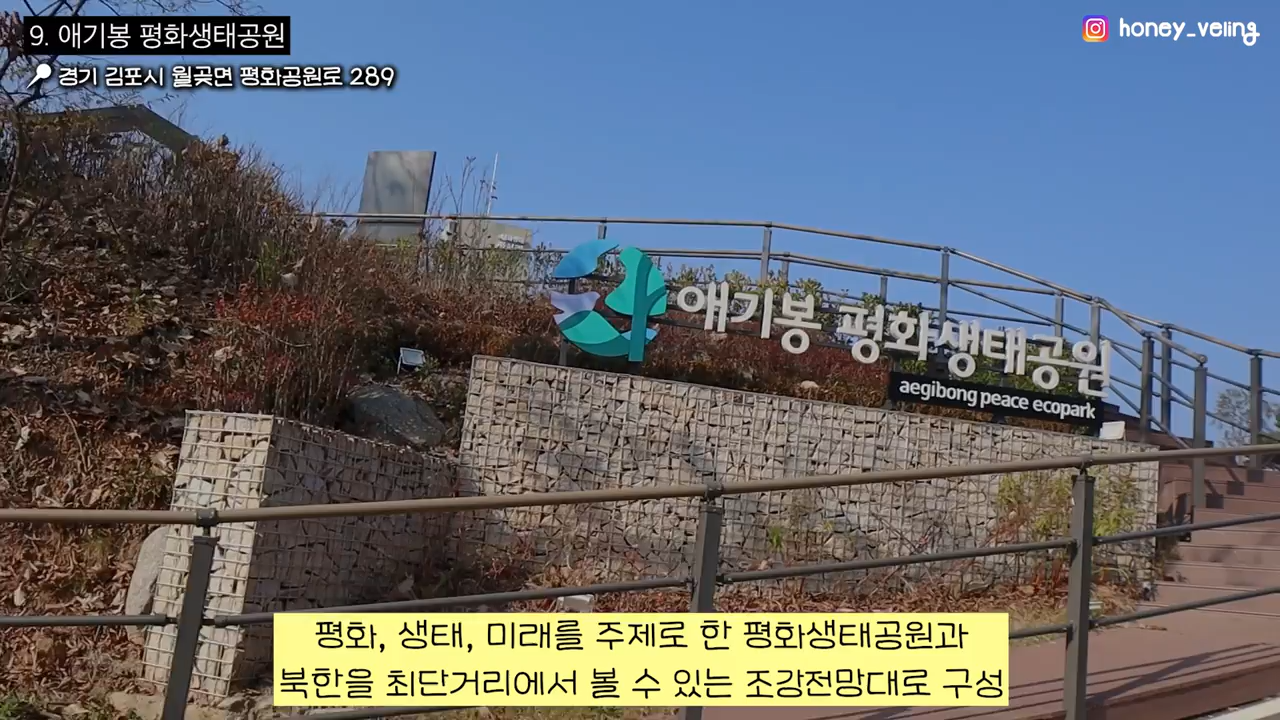 9. 애기봉 평화생태공원
경기 김포시 월곶면 평화공원로 289
honey_veling
애기봉 평화생태공원
aegibong peace ecopark
평화, 생태, 미래를 주제로 한 평화생태공원과
북한을 최단거리에서 볼 수 있는 조강전망대로 구성